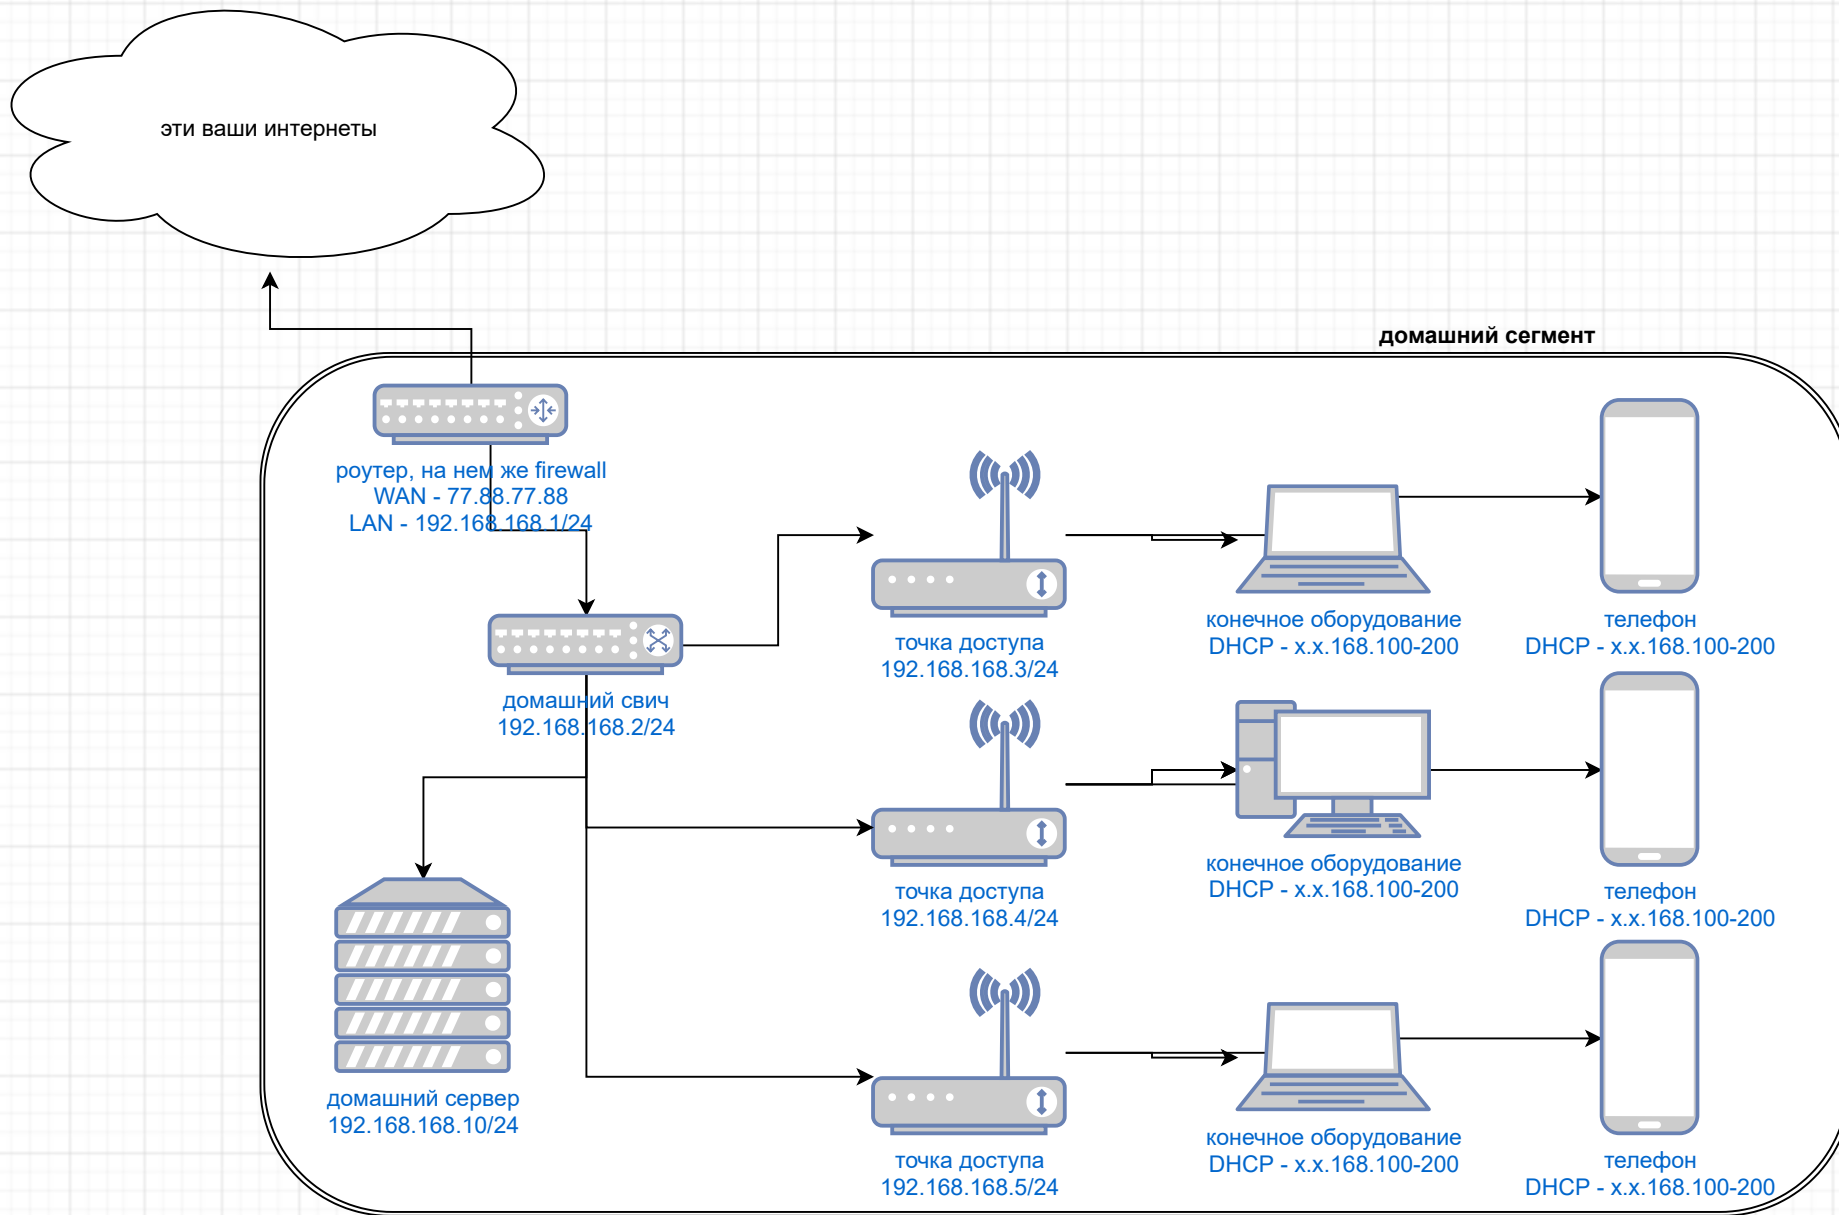 эти ваши интернеты
домашний сегмент
роутер, на нем же firewall
WAN - 77.88.77.88
LAN - 192.168.168.1/24
домашний свич
192.168.168.2/24
точка доступа
192.168.168.3/24
конечное оборудование
DHCP - x.x.168.100-200
телефон
DHCP - x.x.168.100-200
точка доступа
192.168.168.4/24
конечное оборудование
DHCP - x.x.168.100-200
телефон
DHCP - x.x.168.100-200
домашний сервер
192.168.168.10/24
точка доступа
192.168.168.5/24
конечное оборудование
DHCP - x.x.168.100-200
телефон
DHCP - x.x.168.100-200